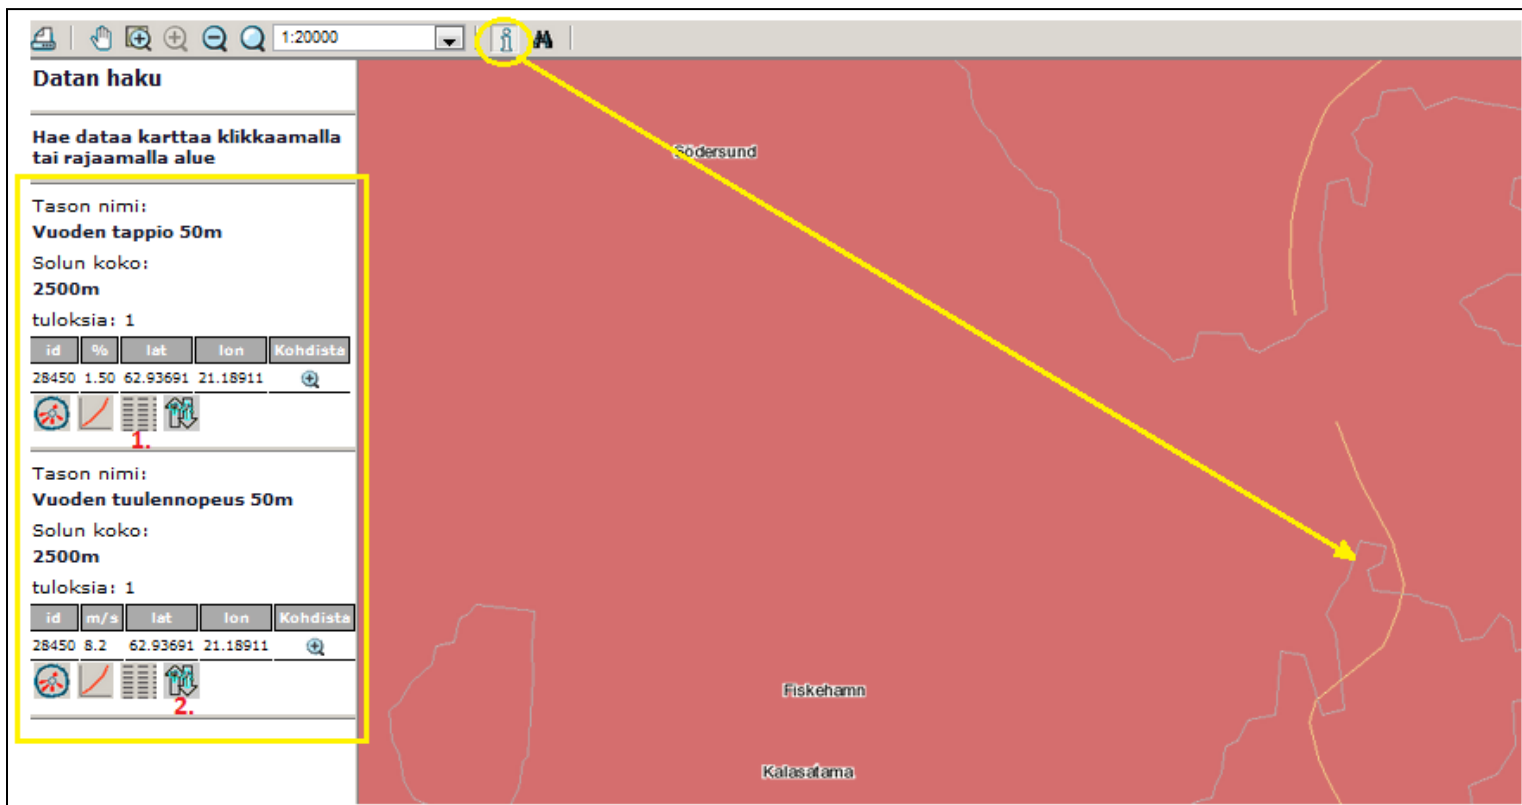 1:20000
Datan haku
Hae dataa karttaa klikkaamalla
tai rajaamalla alue
Tason nimi:
Vuoden tappio 50m
Solun koko:
2500m
tuloksia: 1
id % lat lon Kohdista
28450 1.50 62.93691 21.18911
1.
Tason nimi:
Vuoden tuulennopeus 50m
Solun koko:
2500m
tuloksia: 1
id m/s lat lon Kohdista
28450 8.2 62.93691 21.18911
2.
Södersund
Fiskehamn
Kalasatama